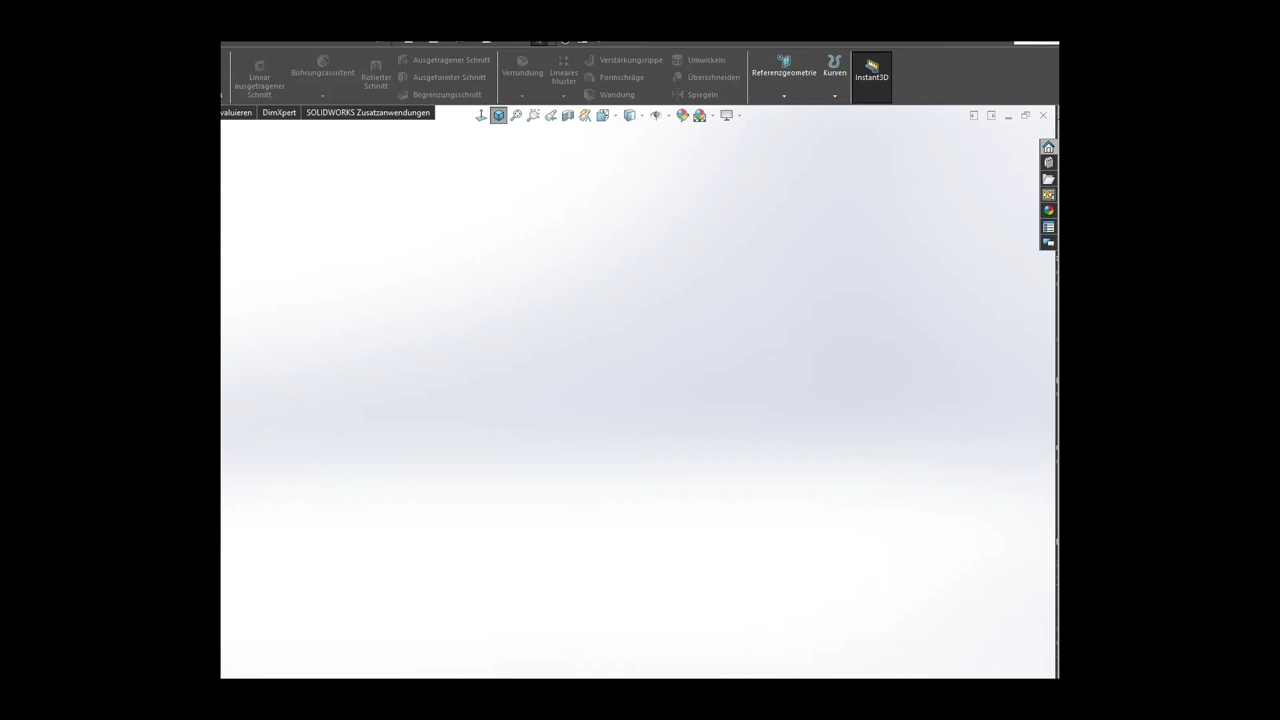 Linear
ausgetragener
Schnitt
Bohrungsassistent
Rotierter
Schnitt
Ausgetragener Schnitt
Ausgeformter Schnitt
Begrenzungsschnitt
Verrundung
Lineares
Muster
Verstärkungsrippe
Formschräge
Wandung
Umwickeln
Überschneiden
Spiegeln
Referenzgeometrie
Kurven
Instant3D
valuieren
DimXpert
SOLIDWORKS Zusatzanwendungen